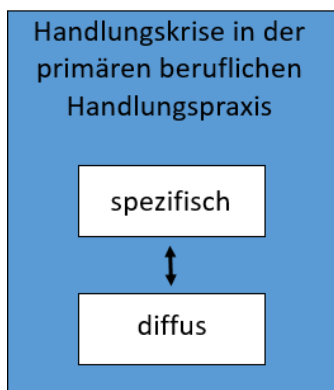 Handlungskrise in der
primären beruflichen
Handlungspraxis
spezifisch
diffus